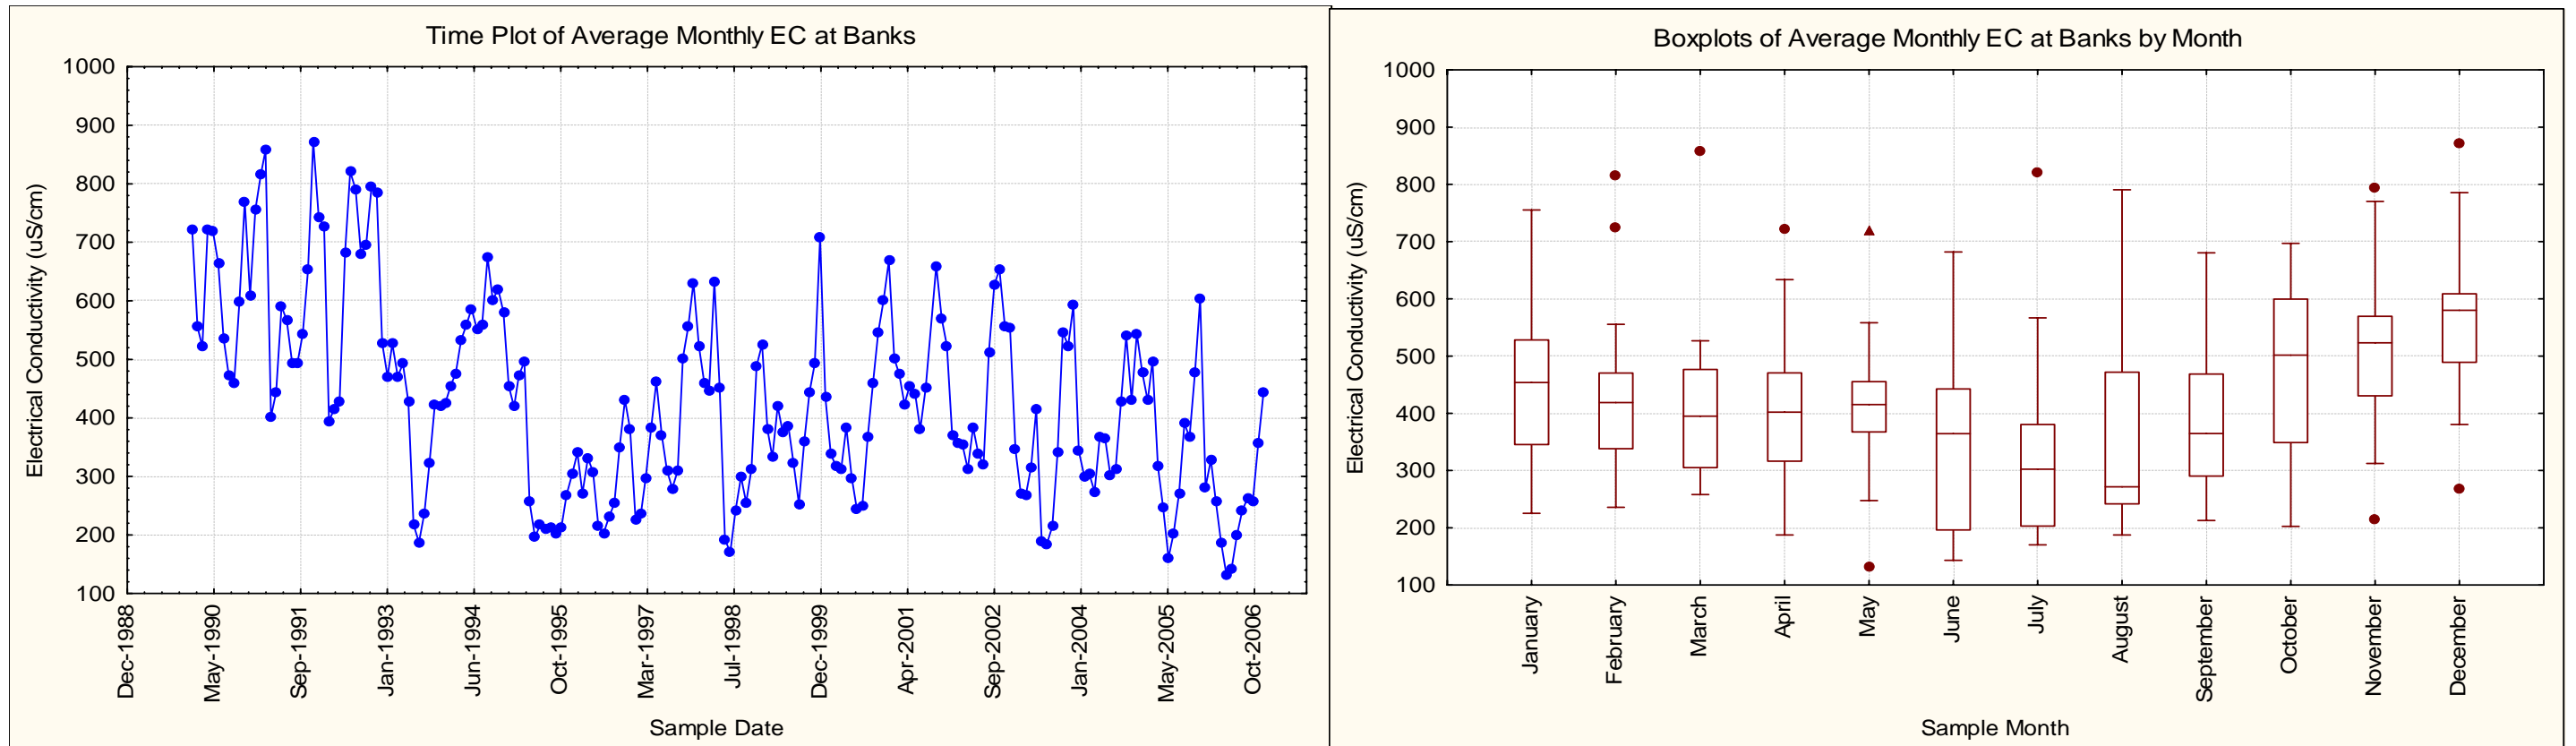 Time Plot of Average Monthly EC at Banks
Electrical Conductivity (uS/cm)
1000
900
800
700
600
500
400
300
200
100
Dec-1988
May-1990
Sep-1991
Jan-1993
Jun-1994
Oct-1995
Mar-1997
Jul-1998
Dec-1999
Apr-2001
Sep-2002
Jan-2004
May-2005
Oct-2006
Sample Date
Boxplots of Average Monthly EC at Banks by Month
Electrical Conductivity (uS/cm)
1000
900
800
700
600
500
400
300
200
100
January
February
March
April
May
June
July
August
September
October
November
December
Sample Month